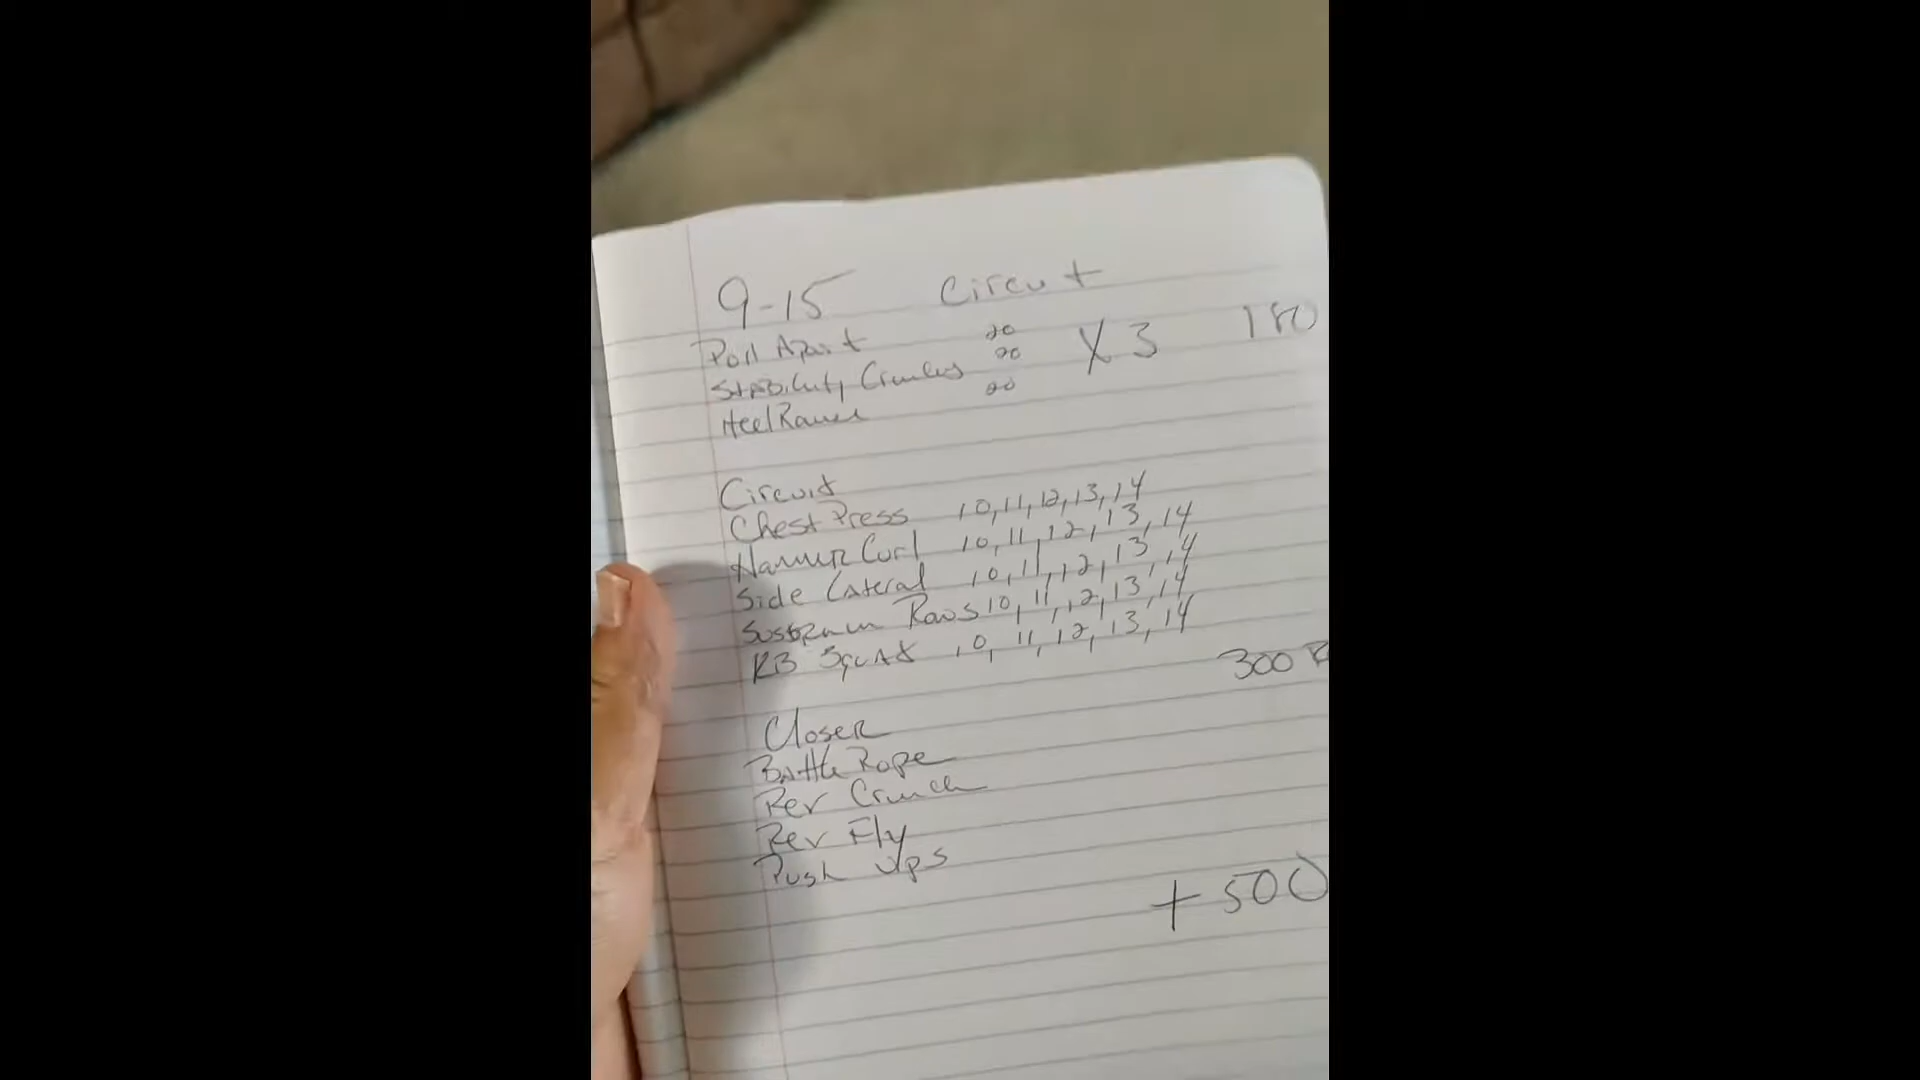 9-15 Circuit
Pull Apart 20 X 3 180
Stability Crunches 20
Heel Raise 20
Circuit
Chest Press 10, 11, 12, 13, 14
Hammer Curl 10, 11, 12, 13, 14
Side Lateral 10, 11, 12, 13, 14
Suspension Rows 10, 11, 12, 13, 14
KB Squat 10, 11, 12, 13, 14
300 R
Closer
Battle Rope
Rev Crunch
Rev Fly
Push Ups
+500